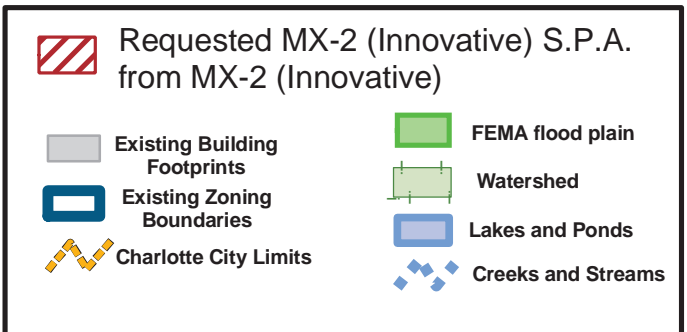 Requested MX-2 (Innovative) S.P.A.
from MX-2 (Innovative)
Existing Building
Footprints
Existing Zoning
Boundaries
Charlotte City Limits
FEMA flood plain
Watershed
Lakes and Ponds
Creeks and Streams